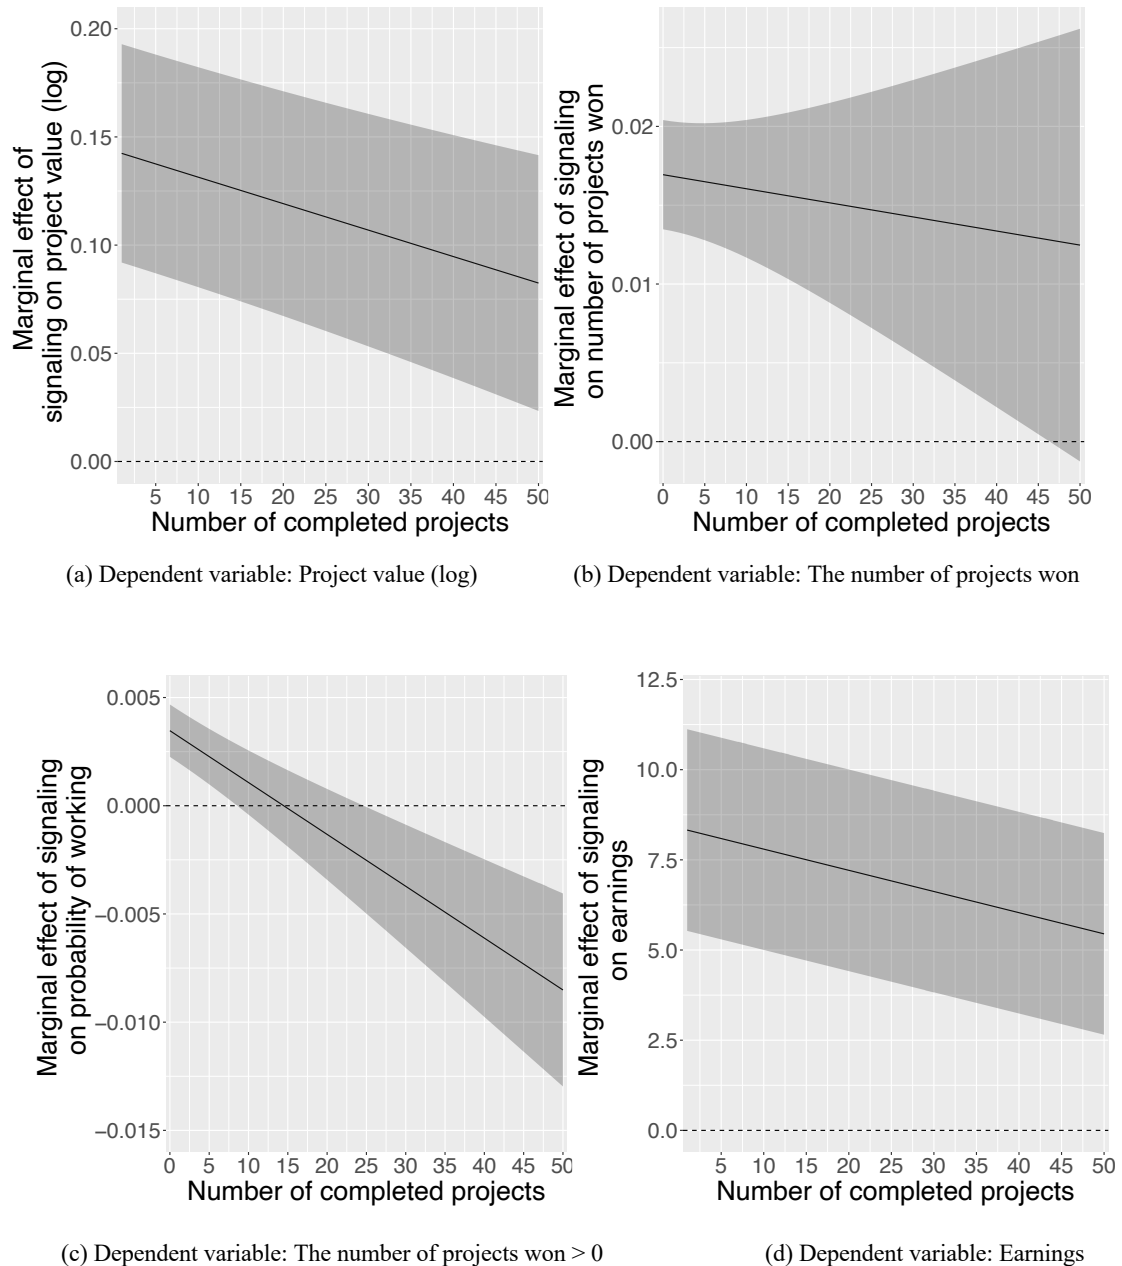 0.20
0.15
0.10
0.05
0.00
Marginal effect of
signaling on project value (log)
5 10 15 20 25 30 35 40 45 50
Number of completed projects
(a) Dependent variable: Project value (log)
0.02
0.01
0.00
Marginal effect of signaling
on number of projects won
0 5 10 15 20 25 30 35 40 45 50
Number of completed projects
(b) Dependent variable: The number of projects won
0.005
0.000
−0.005
−0.010
−0.015
Marginal effect of signaling
on probability of working
0 5 10 15 20 25 30 35 40 45 50
Number of completed projects
(c) Dependent variable: The number of projects won > 0
12.5
10.0
7.5
5.0
2.5
0.0
Marginal effect of signaling
on earnings
5 10 15 20 25 30 35 40 45 50
Number of completed projects
(d) Dependent variable: Earnings